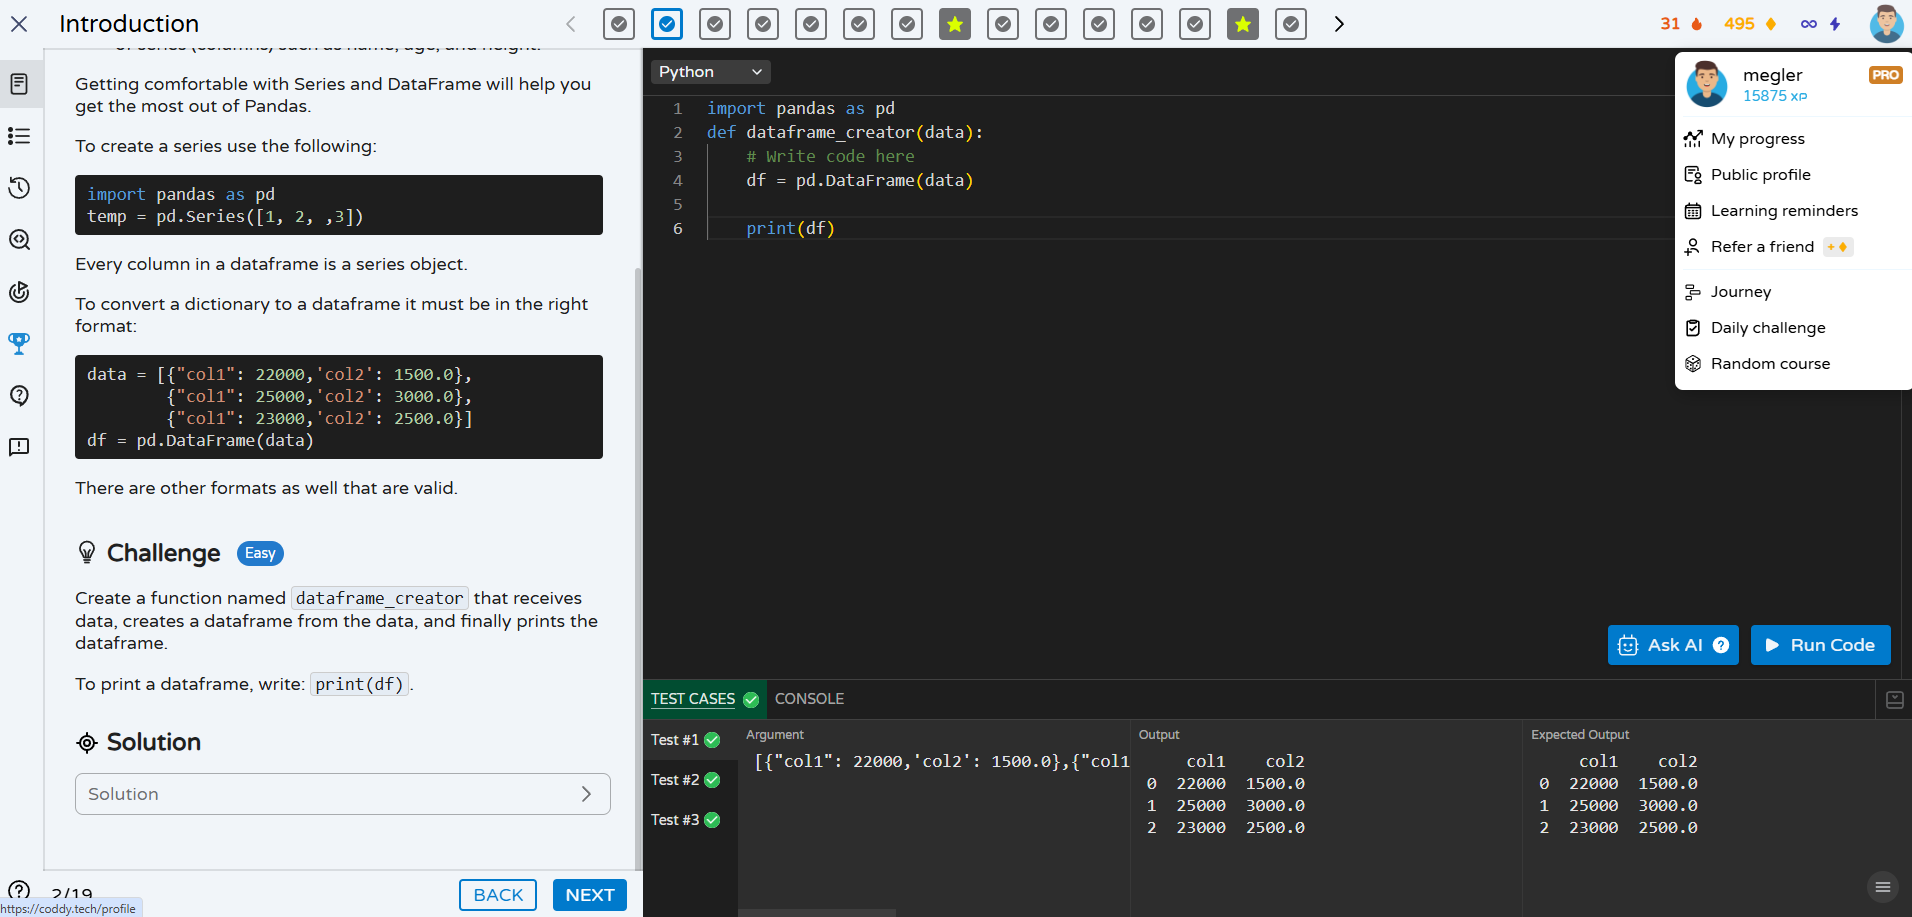 Introduction
31
495
of series (columns) such as name, age, and height.
Getting comfortable with Series and DataFrame will help you
get the most out of Pandas.
To create a series use the following:
import pandas as pd
temp = pd.Series([1, 2, ,3])
Every column in a dataframe is a series object.
To convert a dictionary to a dataframe it must be in the right
format:
data = [{"col1": 22000,'col2': 1500.0},
{"col1": 25000,'col2': 3000.0},
{"col1": 23000,'col2': 2500.0}]
df = pd.DataFrame(data)
There are other formats as well that are valid.
Challenge Easy
Create a function named dataframe_creator that receives
data, creates a dataframe from the data, and finally prints the
dataframe.
To print a dataframe, write: print(df).
Solution
Solution
2/19
BACK
NEXT
https://coddy.tech/profile
Python
1 import pandas as pd
2 def dataframe_creator(data):
3 # Write code here
4 df = pd.DataFrame(data)
5
6 print(df)
megler PRO
15875 XP
My progress
Public profile
Learning reminders
Refer a friend +
Journey
Daily challenge
Random course
Ask AI ?
Run Code
TEST CASES CONSOLE
Test #1
Test #2
Test #3
Argument
[{"col1": 22000,'col2': 1500.0},{"col1
Output
col1 col2
0 22000 1500.0
1 25000 3000.0
2 23000 2500.0
Expected Output
col1 col2
0 22000 1500.0
1 25000 3000.0
2 23000 2500.0